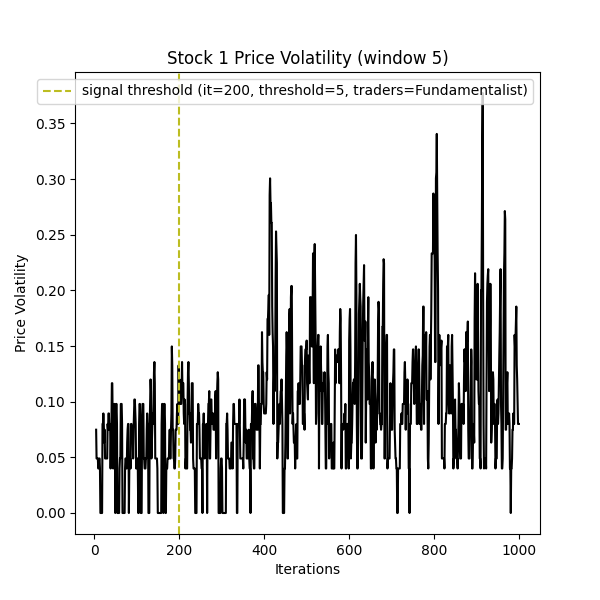 Stock 1 Price Volatility (window 5)
signal threshold (it=200, threshold=5, traders=Fundamentalist)
0.35
0.30
0.25
0.20
0.15
0.10
0.05
0.00
Price Volatility
0 200 400 600 800 1000
Iterations